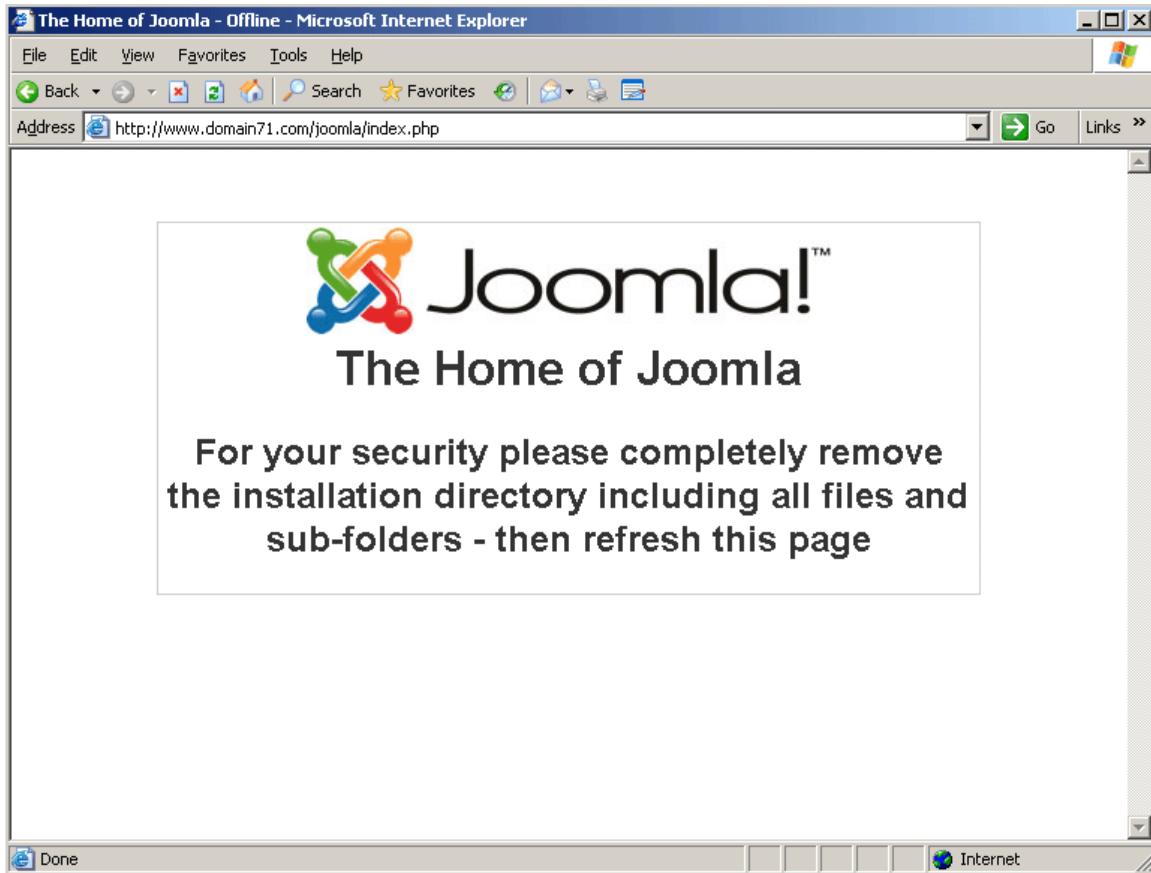 The Home of Joomla - Offline - Microsoft Internet Explorer
File Edit View Favorites Tools Help
Back Search Favorites
Address http://www.domain71.com/joomla/index.php Go Links »
Joomla!™
The Home of Joomla
For your security please completely remove
the installation directory including all files and
sub-folders - then refresh this page
Done Internet